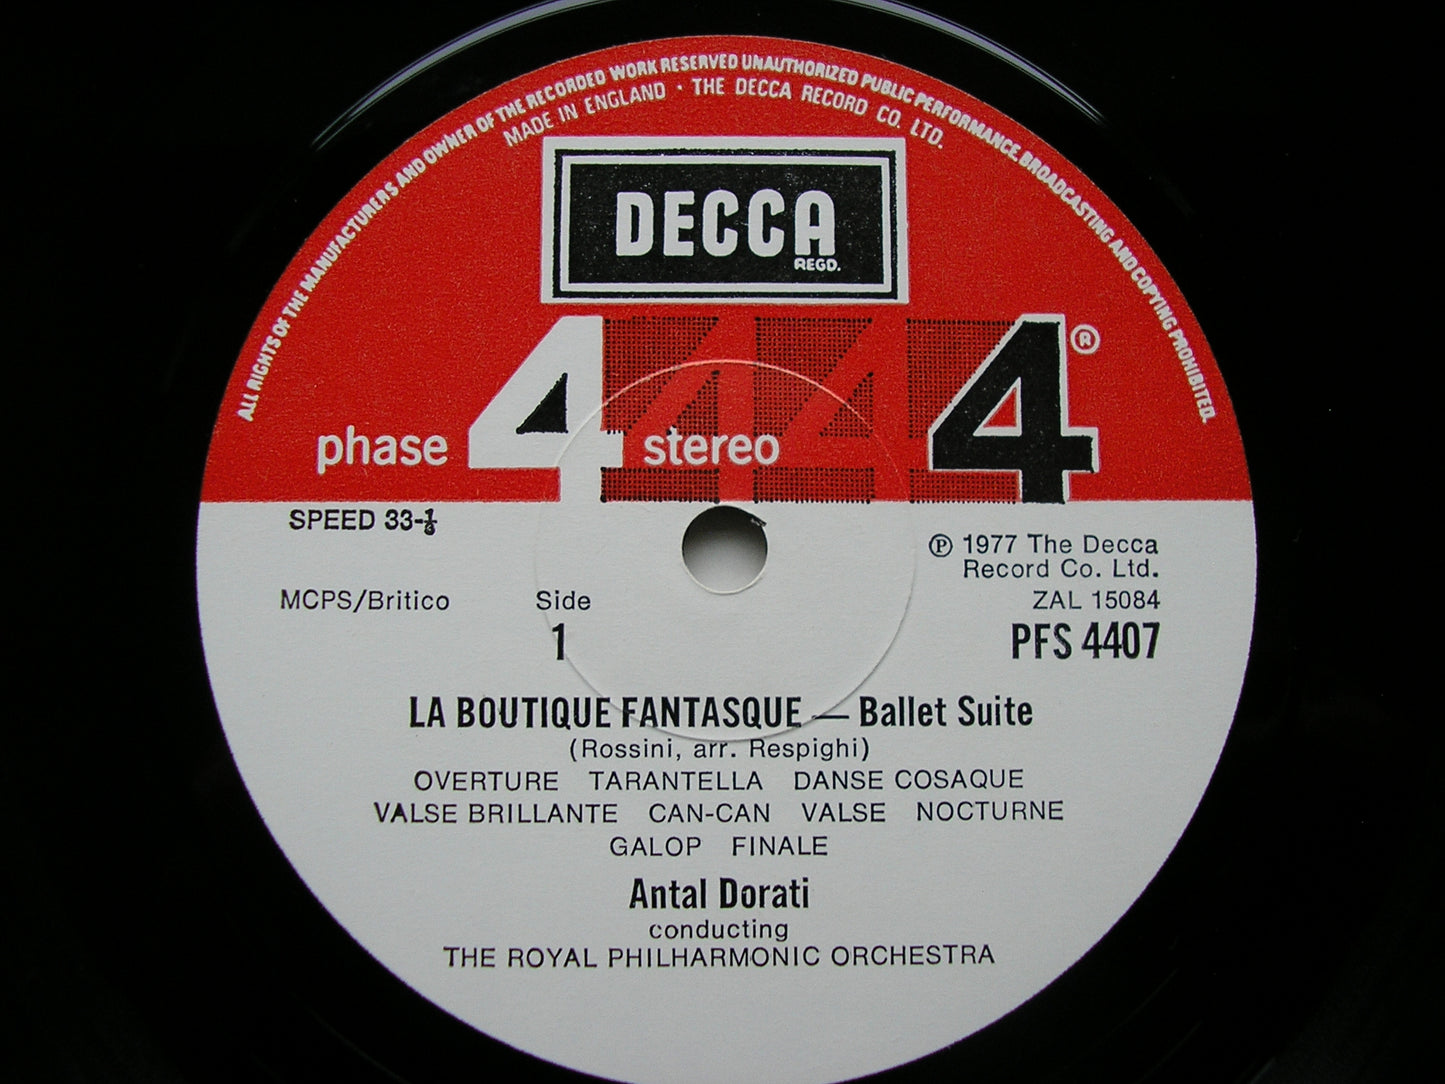 ALL RIGHTS OF THE MANUFACTURERS AND OWNER OF THE RECORDED WORK RESERVED UNAUTHORIZED PUBLIC PERFORMANCE BROADCASTING AND COPYING PROHIBITED.
MADE IN ENGLAND · THE DECCA RECORD CO. LTD.
DECCA
REGD.
phase 4 stereo 4 4 4 ®
SPEED 33-⅓
℗ 1977 The Decca
Record Co. Ltd.
MCPS/Britico
Side
1
ZAL 15084
PFS 4407
LA BOUTIQUE FANTASQUE — Ballet Suite
(Rossini, arr. Respighi)
OVERTURE TARANTELLA DANSE COSAQUE
VALSE BRILLANTE CAN-CAN VALSE NOCTURNE
GALOP FINALE
Antal Dorati
conducting
THE ROYAL PHILHARMONIC ORCHESTRA